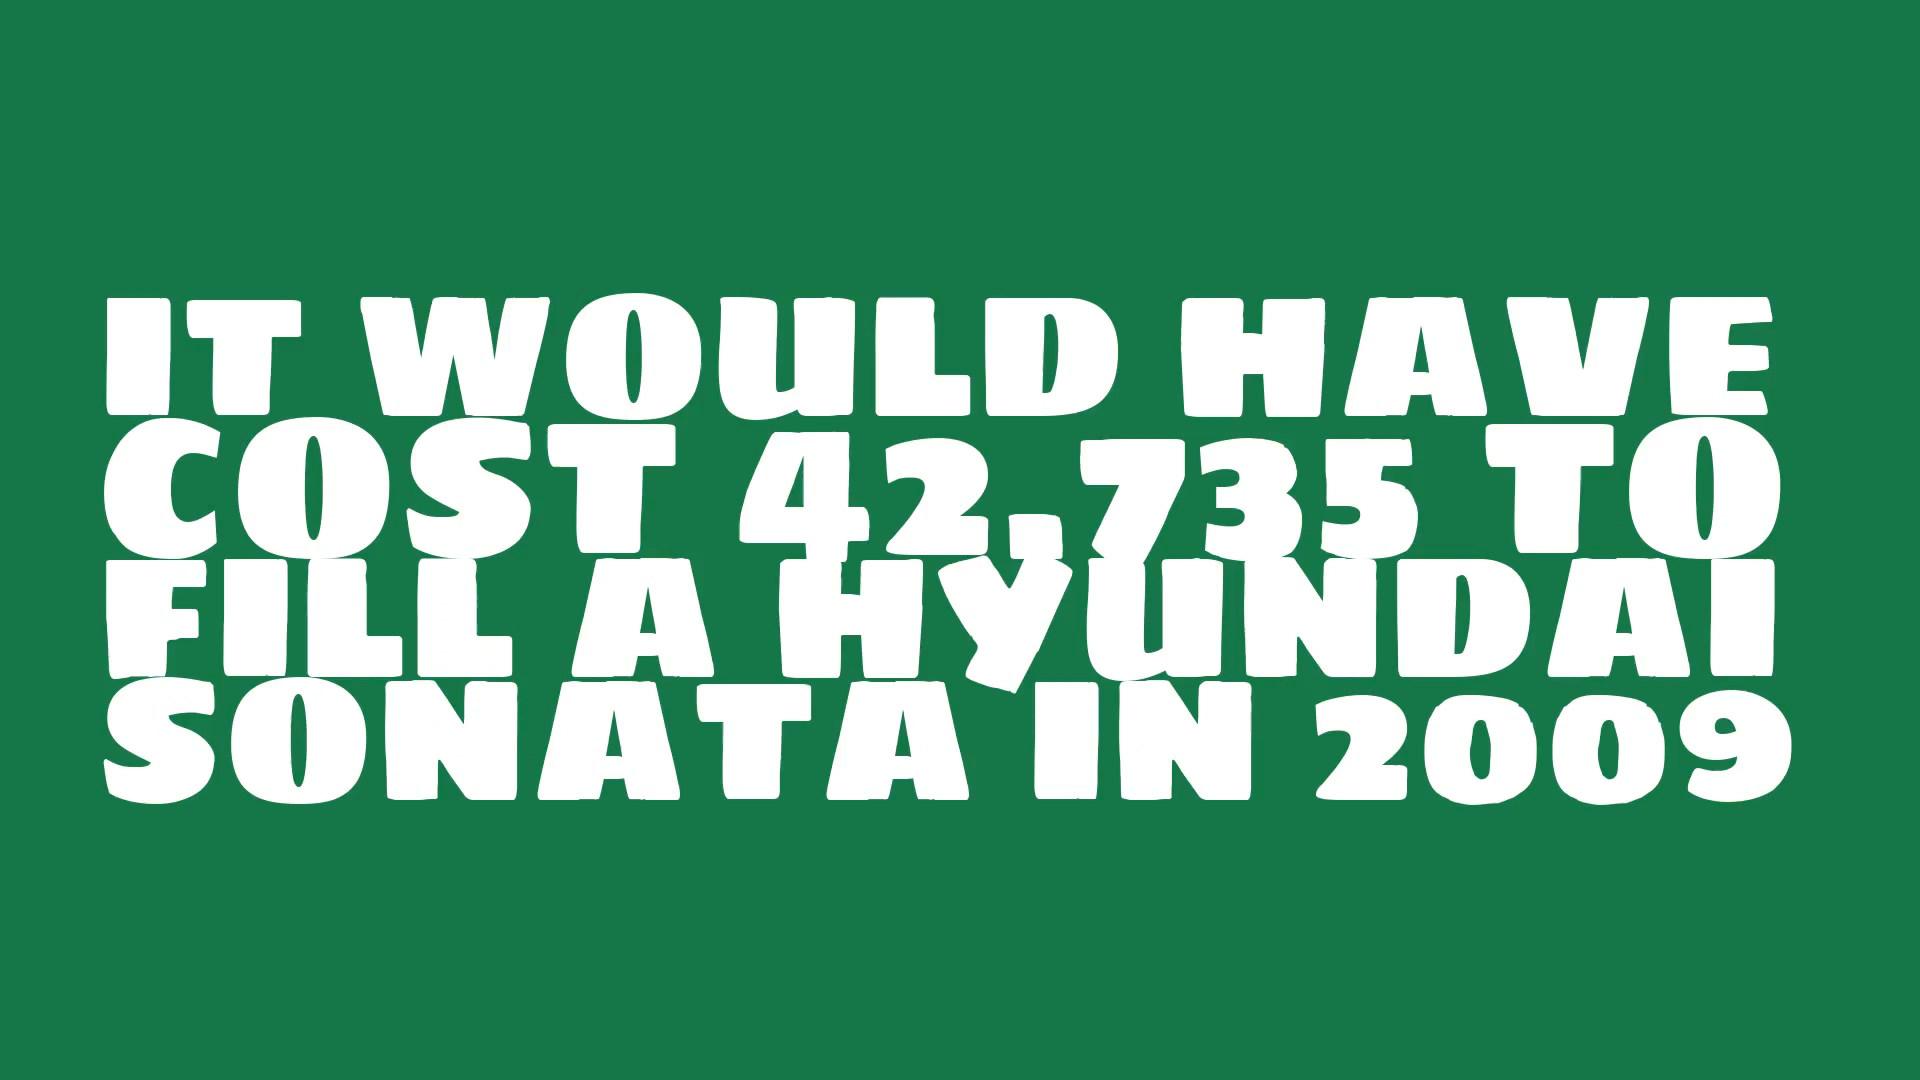 IT WOULD HAVE
COST 42,735 TO
FILL A HYUNDAI
SONATA IN 2009